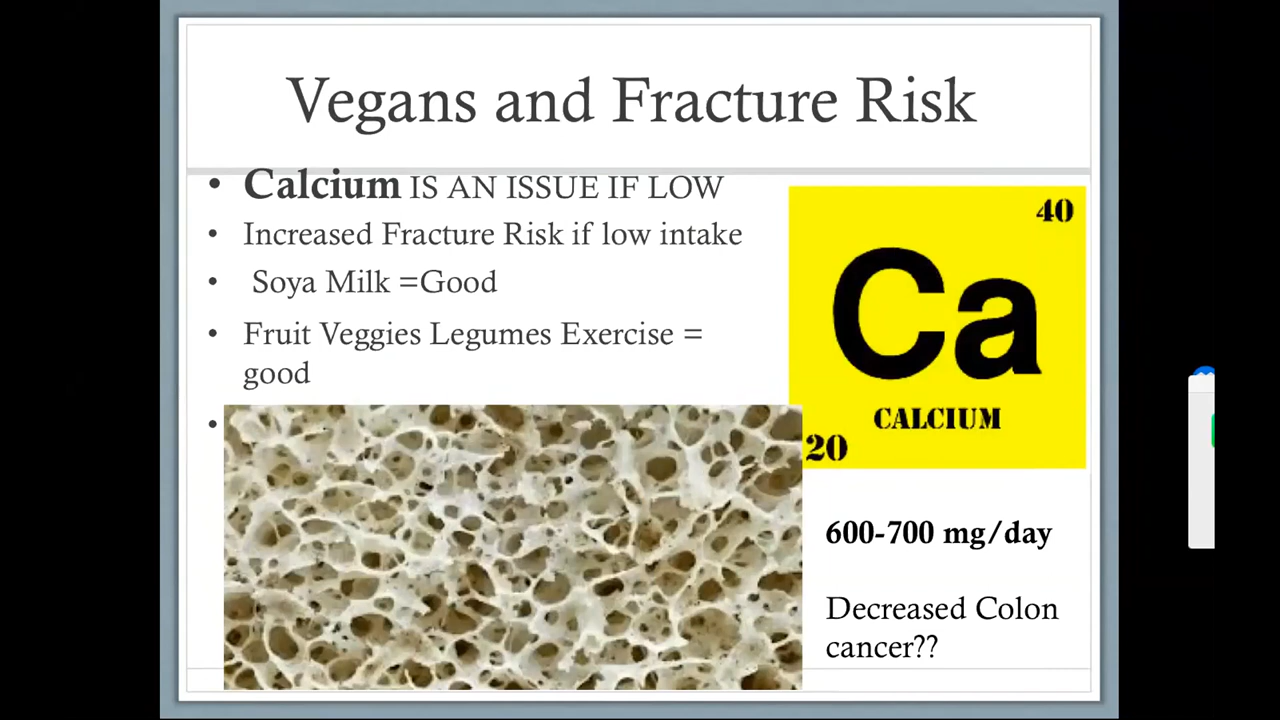 Vegans and Fracture Risk
• Calcium IS AN ISSUE IF LOW
• Increased Fracture Risk if low intake
• Soya Milk =Good
• Fruit Veggies Legumes Exercise =
good
•
40
Ca
CALCIUM
20
600-700 mg/day
Decreased Colon
cancer??